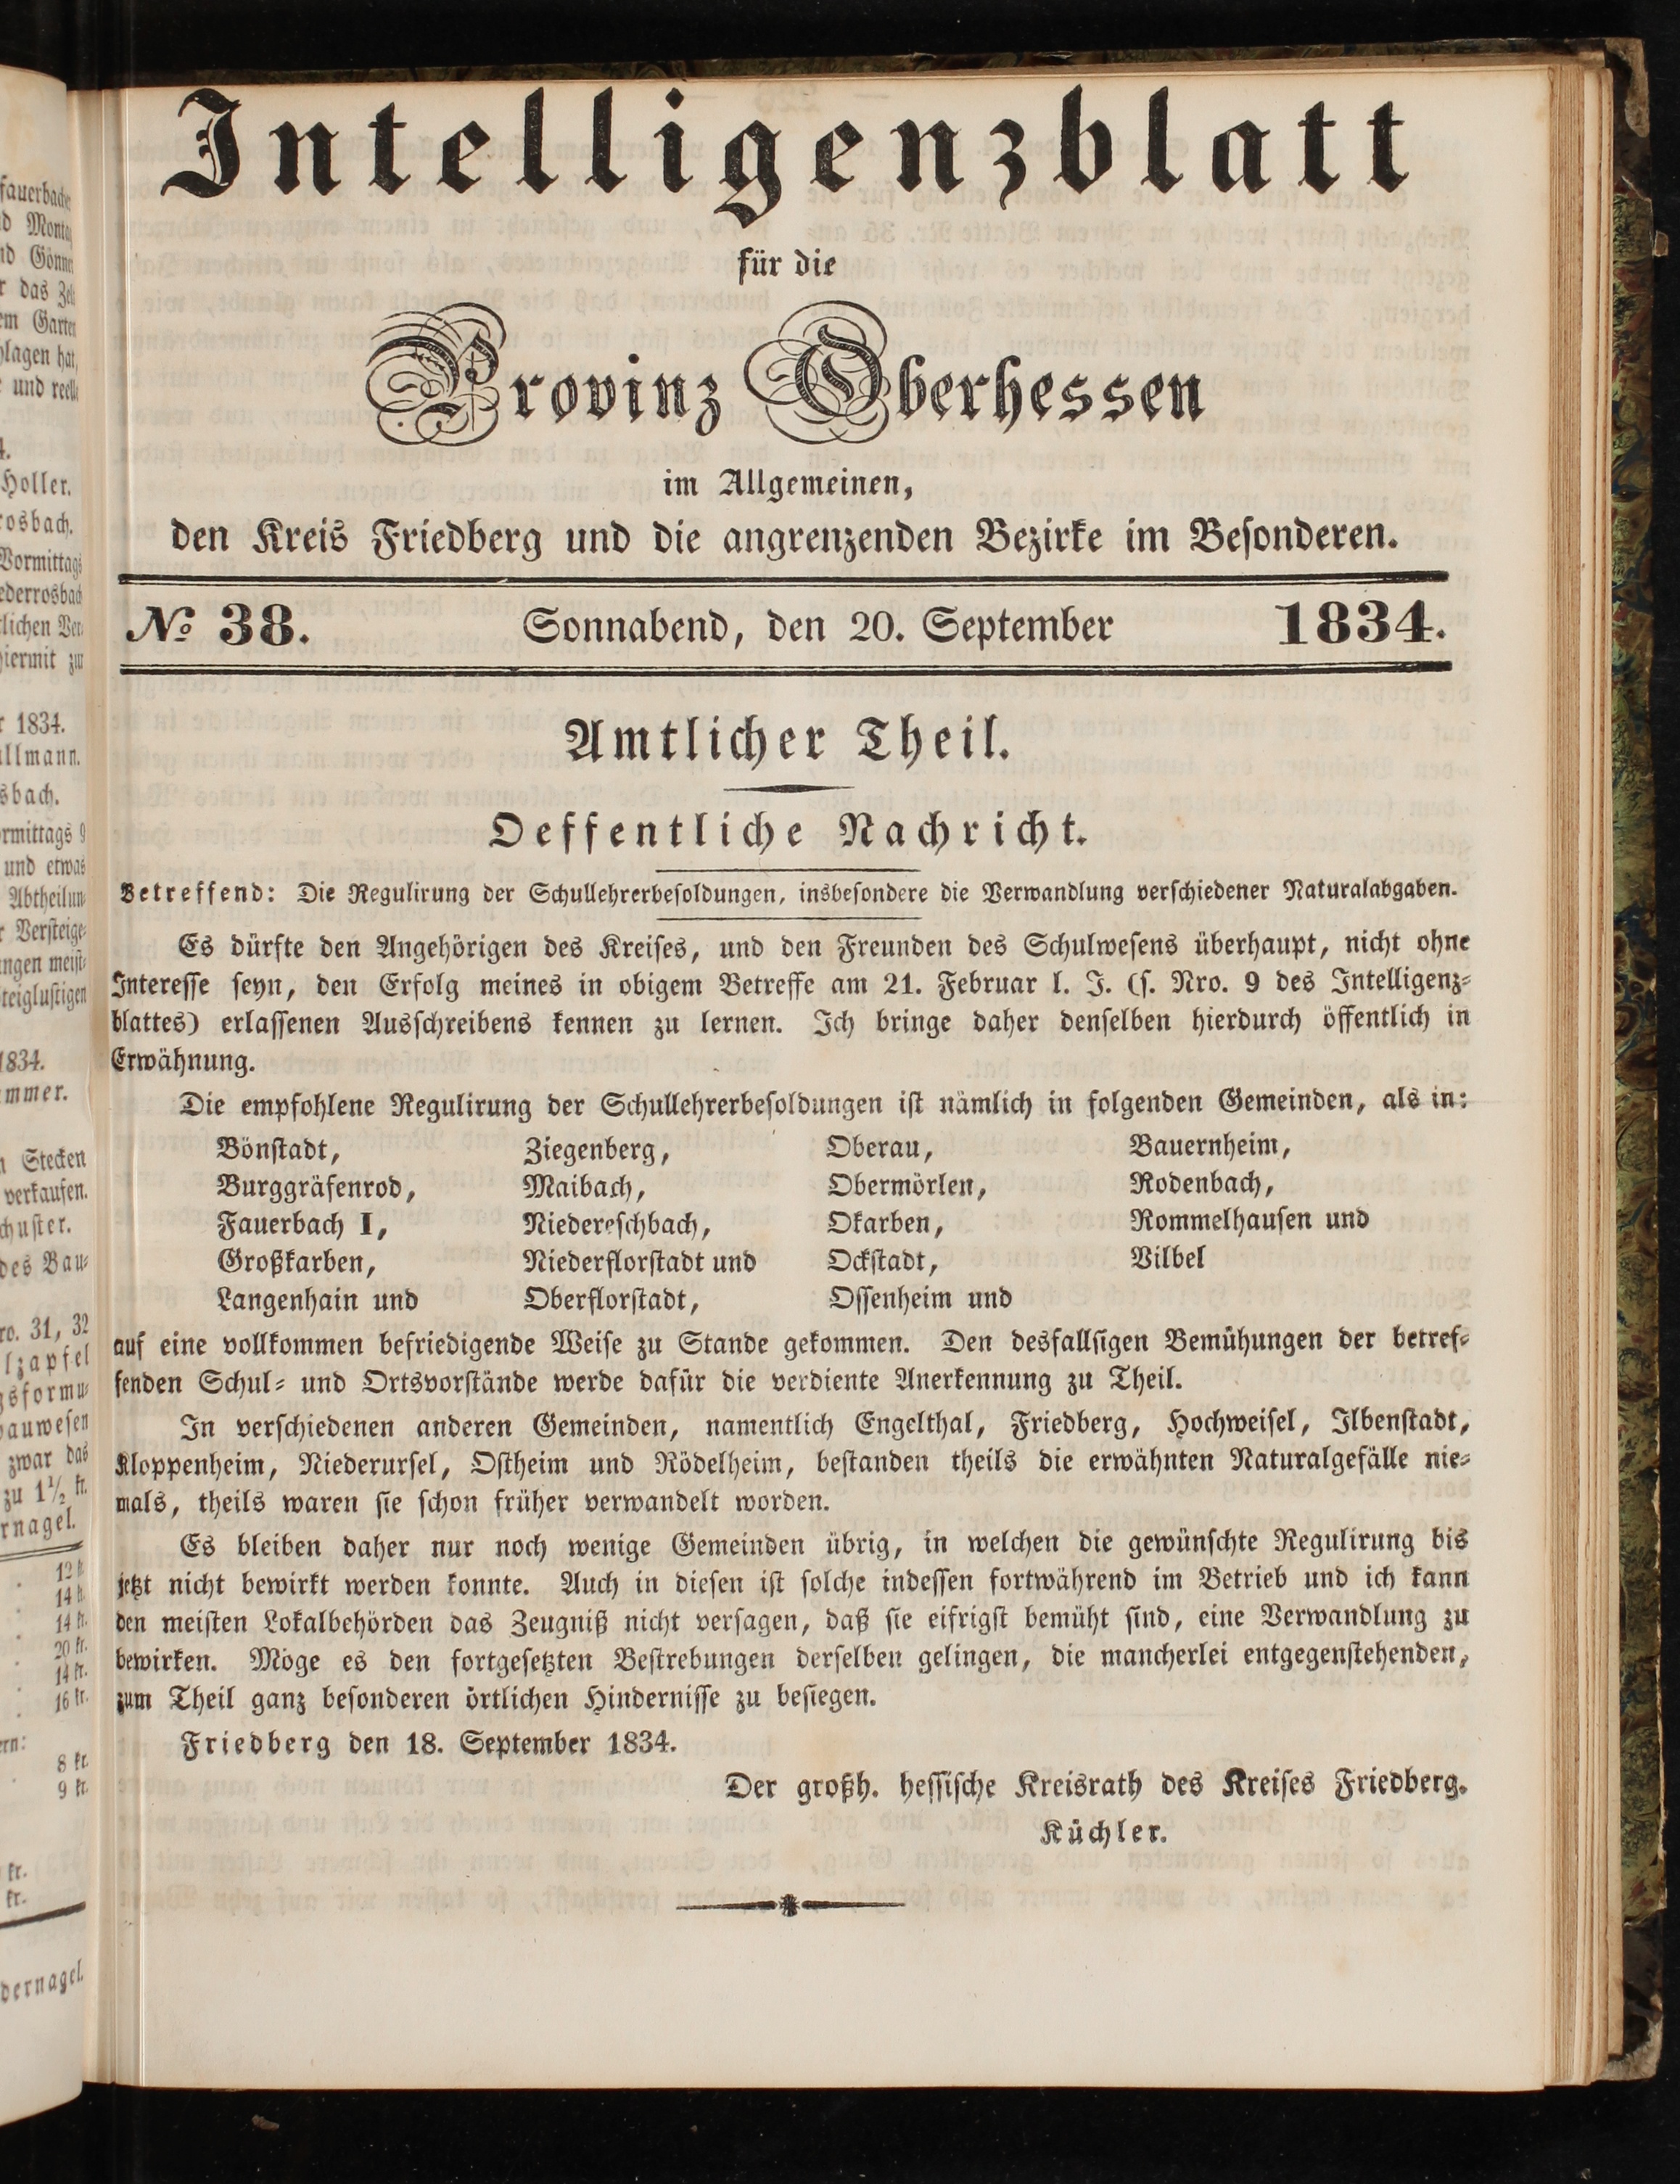 Intelligenzblatt
für die
Provinz Oberhessen
im Allgemeinen,
den Kreis Friedberg und die angrenzenden Bezirke im Besonderen.
No 38. Sonnabend, den 20. September 1834.
Amtlicher Theil.
Oeffentliche Nachricht.
Betreffend: Die Regulirung der Schullehrerbesoldungen, insbesondere die Verwandlung verschiedener Naturalabgaben.
Es dürfte den Angehörigen des Kreises, und den Freunden des Schulwesens überhaupt, nicht ohne
Interesse seyn, den Erfolg meines in obigem Betreffe am 21. Februar l. J. (s. Nro. 9 des Intelligenz-
blattes) erlassenen Ausschreibens kennen zu lernen. Ich bringe daher denselben hierdurch öffentlich in
Erwähnung.
Die empfohlene Regulirung der Schullehrerbesoldungen ist nämlich in folgenden Gemeinden, als in:
Bönstadt, Ziegenberg, Oberau, Bauernheim,
Burggräfenrod, Maibach, Obermörlen, Rodenbach,
Fauerbach I, Niedereschbach, Okarben, Rommelhausen und
Großkarben, Niederflorstadt und Ockstadt, Vilbel
Langenhain und Oberflorstadt, Ossenheim und
auf eine vollkommen befriedigende Weise zu Stande gekommen. Den desfallsigen Bemühungen der betref-
fenden Schul- und Ortsvorstände werde dafür die verdiente Anerkennung zu Theil.
In verschiedenen anderen Gemeinden, namentlich Engelthal, Friedberg, Hochweisel, Ilbenstadt,
Kloppenheim, Niederursel, Ostheim und Rödelheim, bestanden theils die erwähnten Naturalgefälle nie-
mals, theils waren sie schon früher verwandelt worden.
Es bleiben daher nur noch wenige Gemeinden übrig, in welchen die gewünschte Regulirung bis
jetzt nicht bewirkt werden konnte. Auch in diesen ist solche indessen fortwährend im Betrieb und ich kann
den meisten Lokalbehörden das Zeugniß nicht versagen, daß sie eifrigst bemüht sind, eine Verwandlung zu
bewirken. Möge es den fortgesetzten Bestrebungen derselben gelingen, die mancherlei entgegenstehenden,
zum Theil ganz besonderen örtlichen Hindernisse zu besiegen.
Friedberg den 18. September 1834.
Der großh. hessische Kreisrath des Kreises Friedberg.
Küchler.